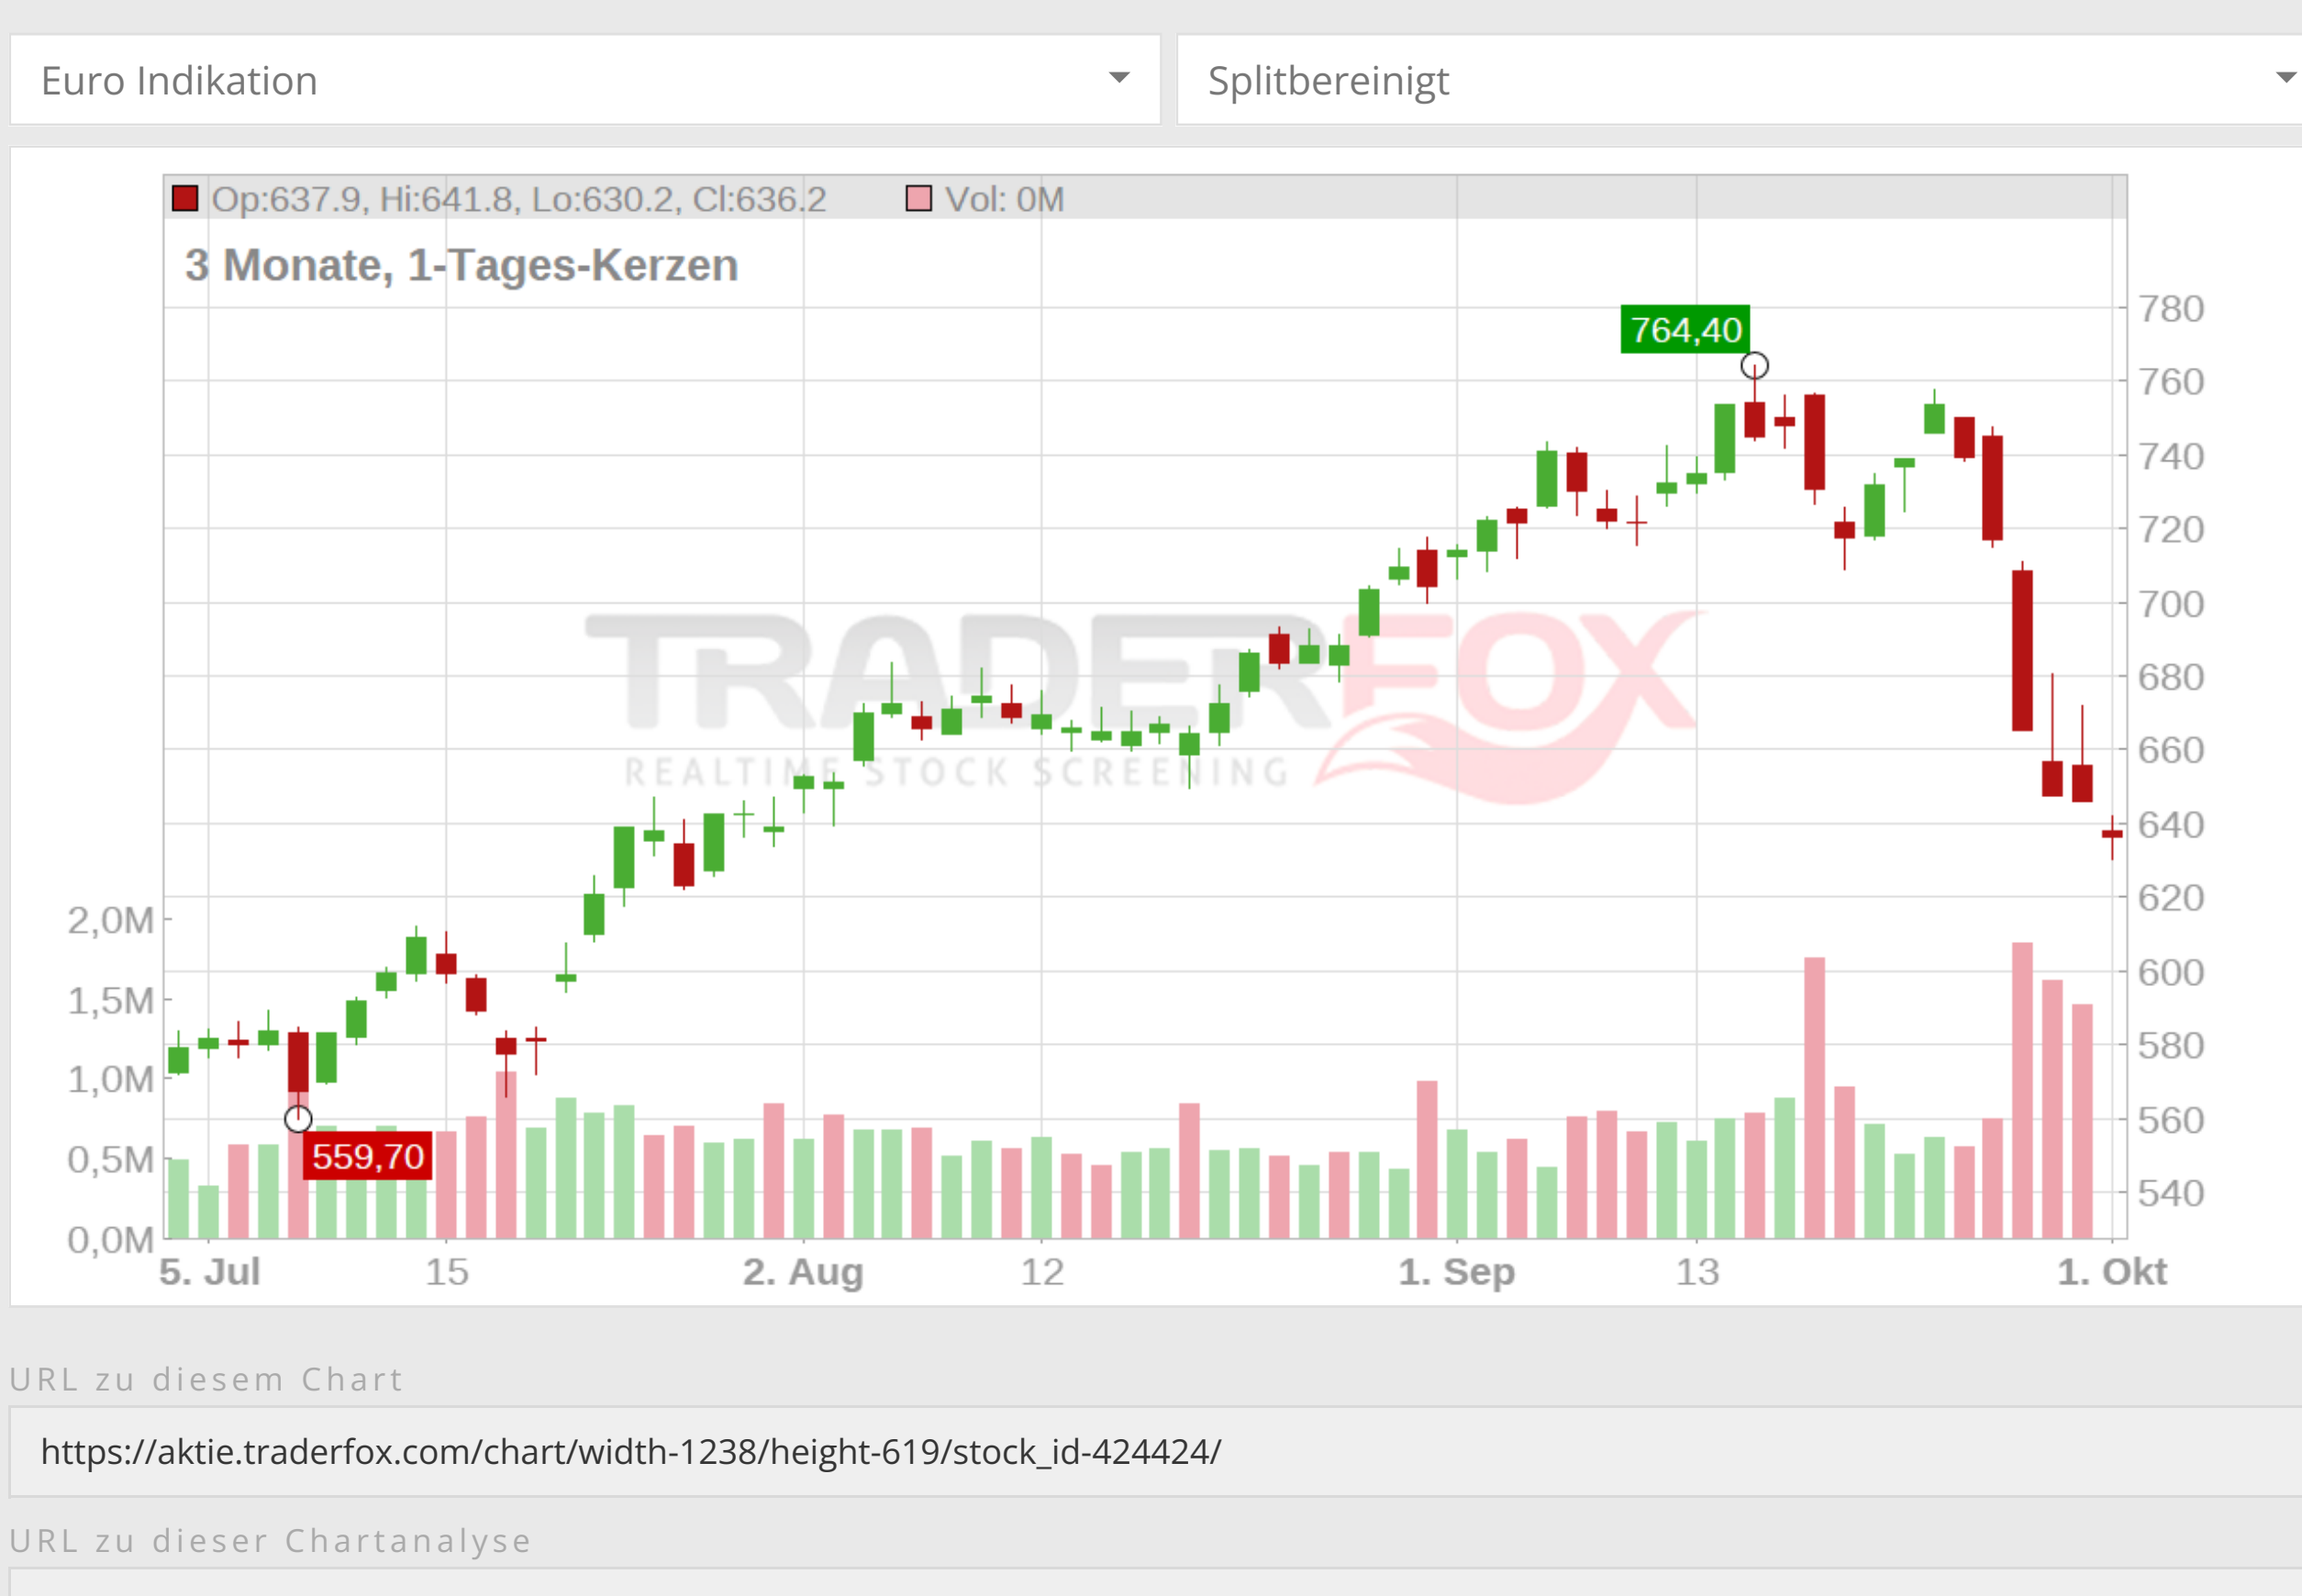 Euro Indikation
Splitbereinigt
Op:637.9, Hi:641.8, Lo:630.2, Cl:636.2 Vol: 0M
3 Monate, 1-Tages-Kerzen
780
764,40
760
740
720
700
TRADERFOX
680
660
REALTIME STOCK SCREENING
640
620
2,0M
600
1,5M
580
1,0M
560
559,70
0,5M
540
0,0M
5. Jul 15 2. Aug 12 1. Sep 13 1. Okt
URL zu diesem Chart
https://aktie.traderfox.com/chart/width-1238/height-619/stock_id-424424/
URL zu dieser Chartanalyse